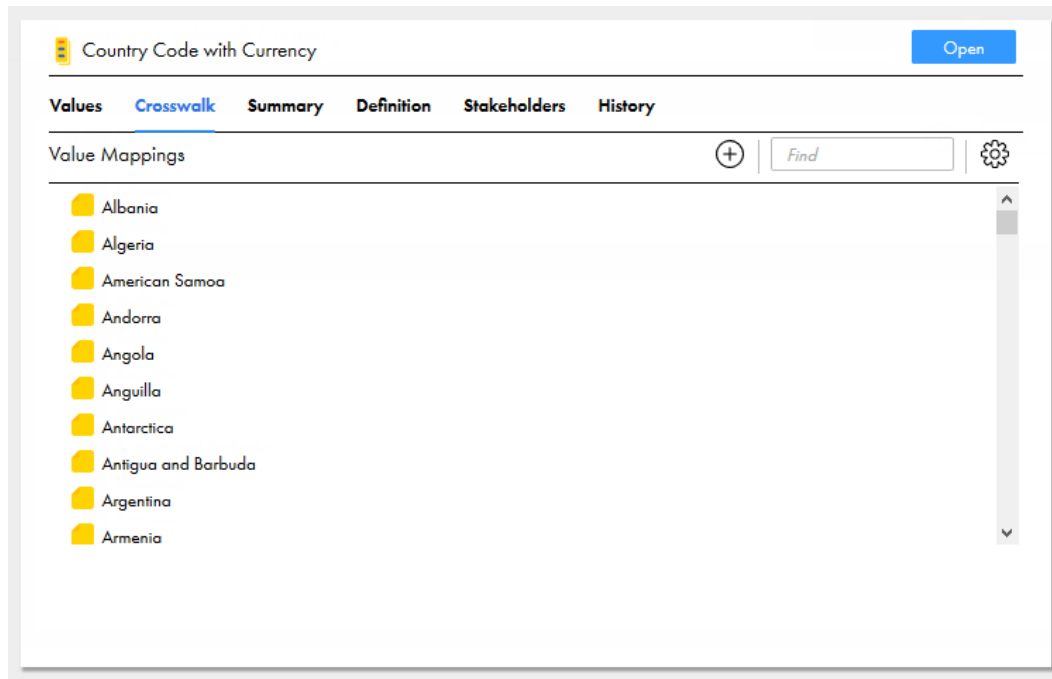 Country Code with Currency
Open
Values Crosswalk Summary Definition Stakeholders History
Value Mappings
Find
Albania
Algeria
American Samoa
Andorra
Angola
Anguilla
Antarctica
Antigua and Barbuda
Argentina
Armenia